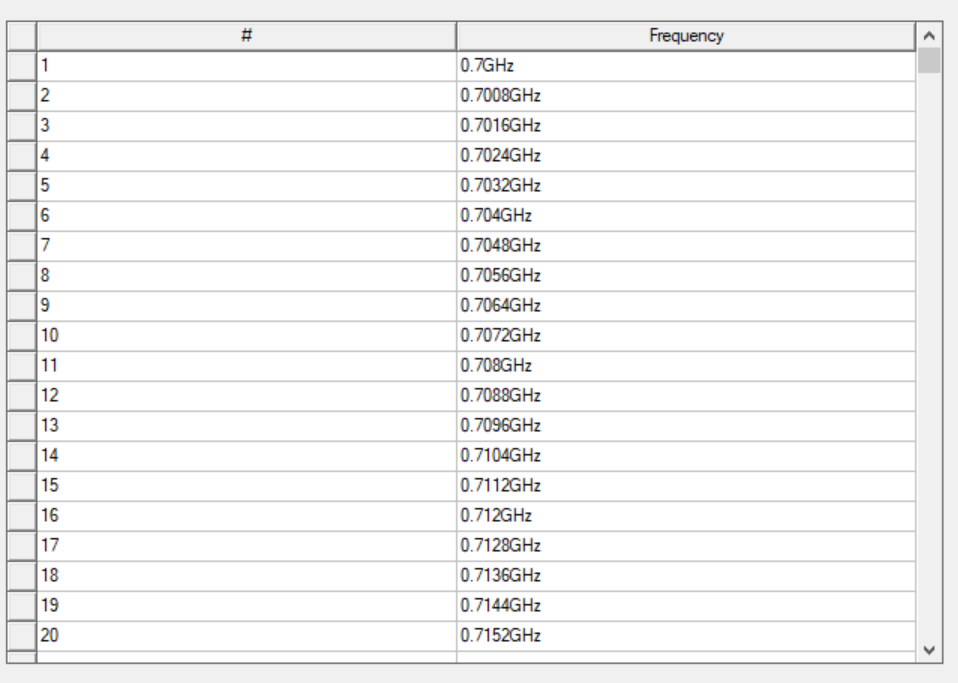 # Frequency
1 0.7GHz
2 0.7008GHz
3 0.7016GHz
4 0.7024GHz
5 0.7032GHz
6 0.704GHz
7 0.7048GHz
8 0.7056GHz
9 0.7064GHz
10 0.7072GHz
11 0.708GHz
12 0.7088GHz
13 0.7096GHz
14 0.7104GHz
15 0.7112GHz
16 0.712GHz
17 0.7128GHz
18 0.7136GHz
19 0.7144GHz
20 0.7152GHz